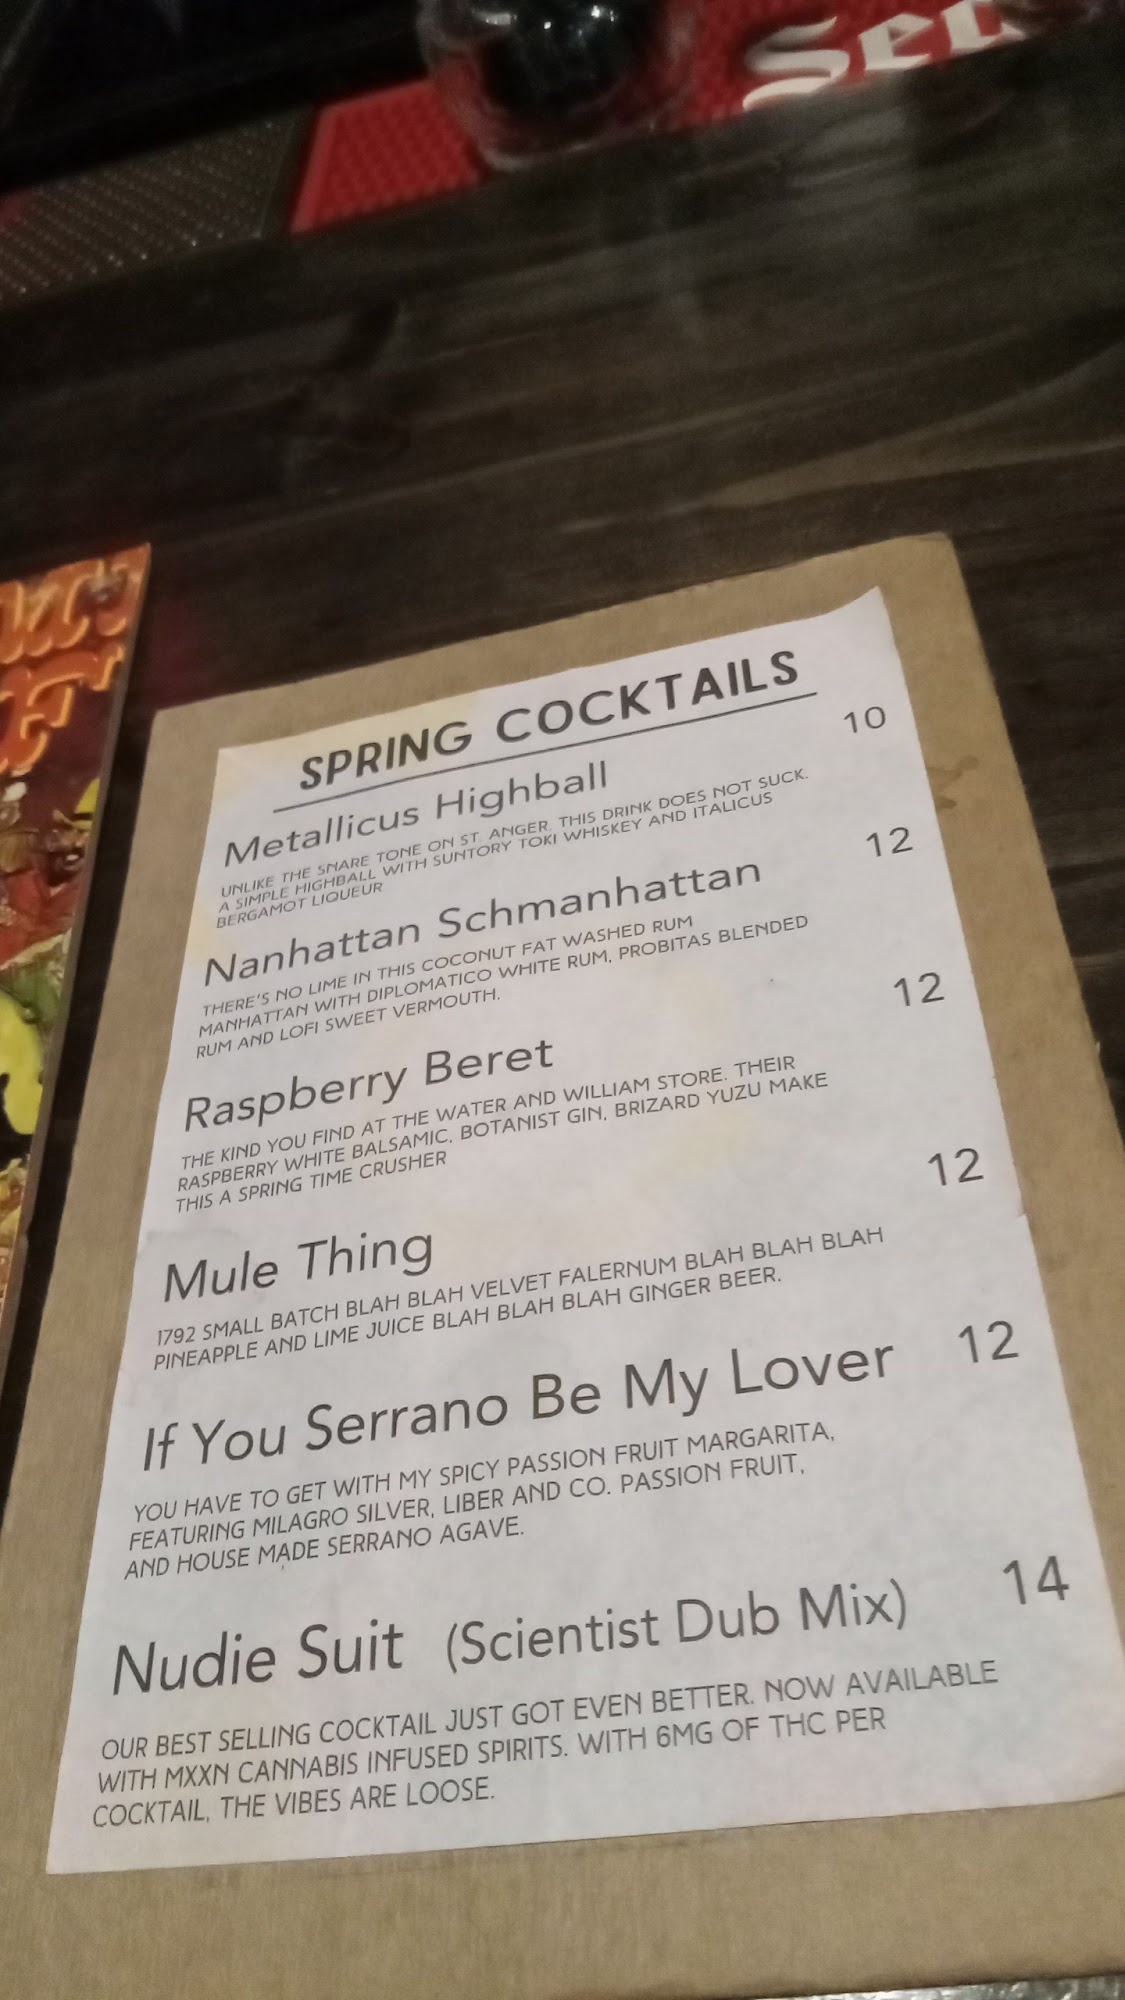 SPRING COCKTAILS
Metallicus Highball 10
UNLIKE THE SNARE TONE ON ST. ANGER. THIS DRINK DOES NOT SUCK.
A SIMPLE HIGHBALL WITH SUNTORY TOKI WHISKEY AND ITALICUS
BERGAMOT LIQUEUR
Nanhattan Schmanhattan 12
THERE'S NO LIME IN THIS COCONUT FAT WASHED RUM
MANHATTAN WITH DIPLOMATICO WHITE RUM, PROBITAS BLENDED
RUM AND LOFI SWEET VERMOUTH.
Raspberry Beret 12
THE KIND YOU FIND AT THE WATER AND WILLIAM STORE. THEIR
RASPBERRY WHITE BALSAMIC, BOTANIST GIN, BRIZARD YUZU MAKE
THIS A SPRING TIME CRUSHER
Mule Thing 12
1792 SMALL BATCH BLAH BLAH VELVET FALERNUM BLAH BLAH BLAH
PINEAPPLE AND LIME JUICE BLAH BLAH BLAH GINGER BEER.
If You Serrano Be My Lover 12
YOU HAVE TO GET WITH MY SPICY PASSION FRUIT MARGARITA,
FEATURING MILAGRO SILVER, LIBER AND CO. PASSION FRUIT,
AND HOUSE MADE SERRANO AGAVE.
Nudie Suit (Scientist Dub Mix) 14
OUR BEST SELLING COCKTAIL JUST GOT EVEN BETTER. NOW AVAILABLE
WITH MXXN CANNABIS INFUSED SPIRITS. WITH 6MG OF THC PER
COCKTAIL, THE VIBES ARE LOOSE.